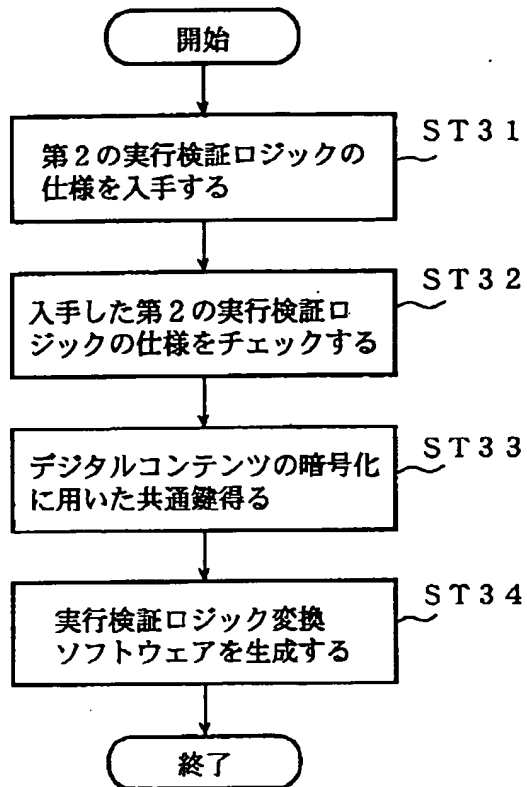 開始
ST31
第2の実行検証ロジックの
仕様を入手する
ST32
入手した第2の実行検証ロ
ジックの仕様をチェックする
ST33
デジタルコンテンツの暗号化
に用いた共通鍵得る
ST34
実行検証ロジック変換
ソフトウェアを生成する
終了